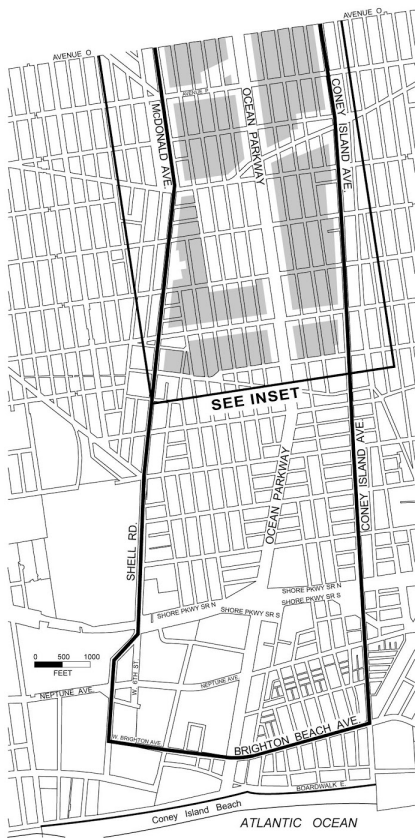 AVENUE O
AVENUE O
McDONALD AVE.
AVENUE P
OCEAN PARKWAY
CONEY ISLAND AVE.
SEE INSET
OCEAN PARKWAY
CONEY ISLAND AVE.
SHELL RD.
SHORE PKWY SR N
SHORE PKWY SR N
SHORE PKWY SR S
SHORE PKWY SR S
0 500 1000
FEET
W. 6TH ST
NEPTUNE AVE.
NEPTUNE AVE.
W. BRIGHTON AVE.
BRIGHTON BEACH AVE.
BOARDWALK E.
Coney Island Beach
ATLANTIC OCEAN